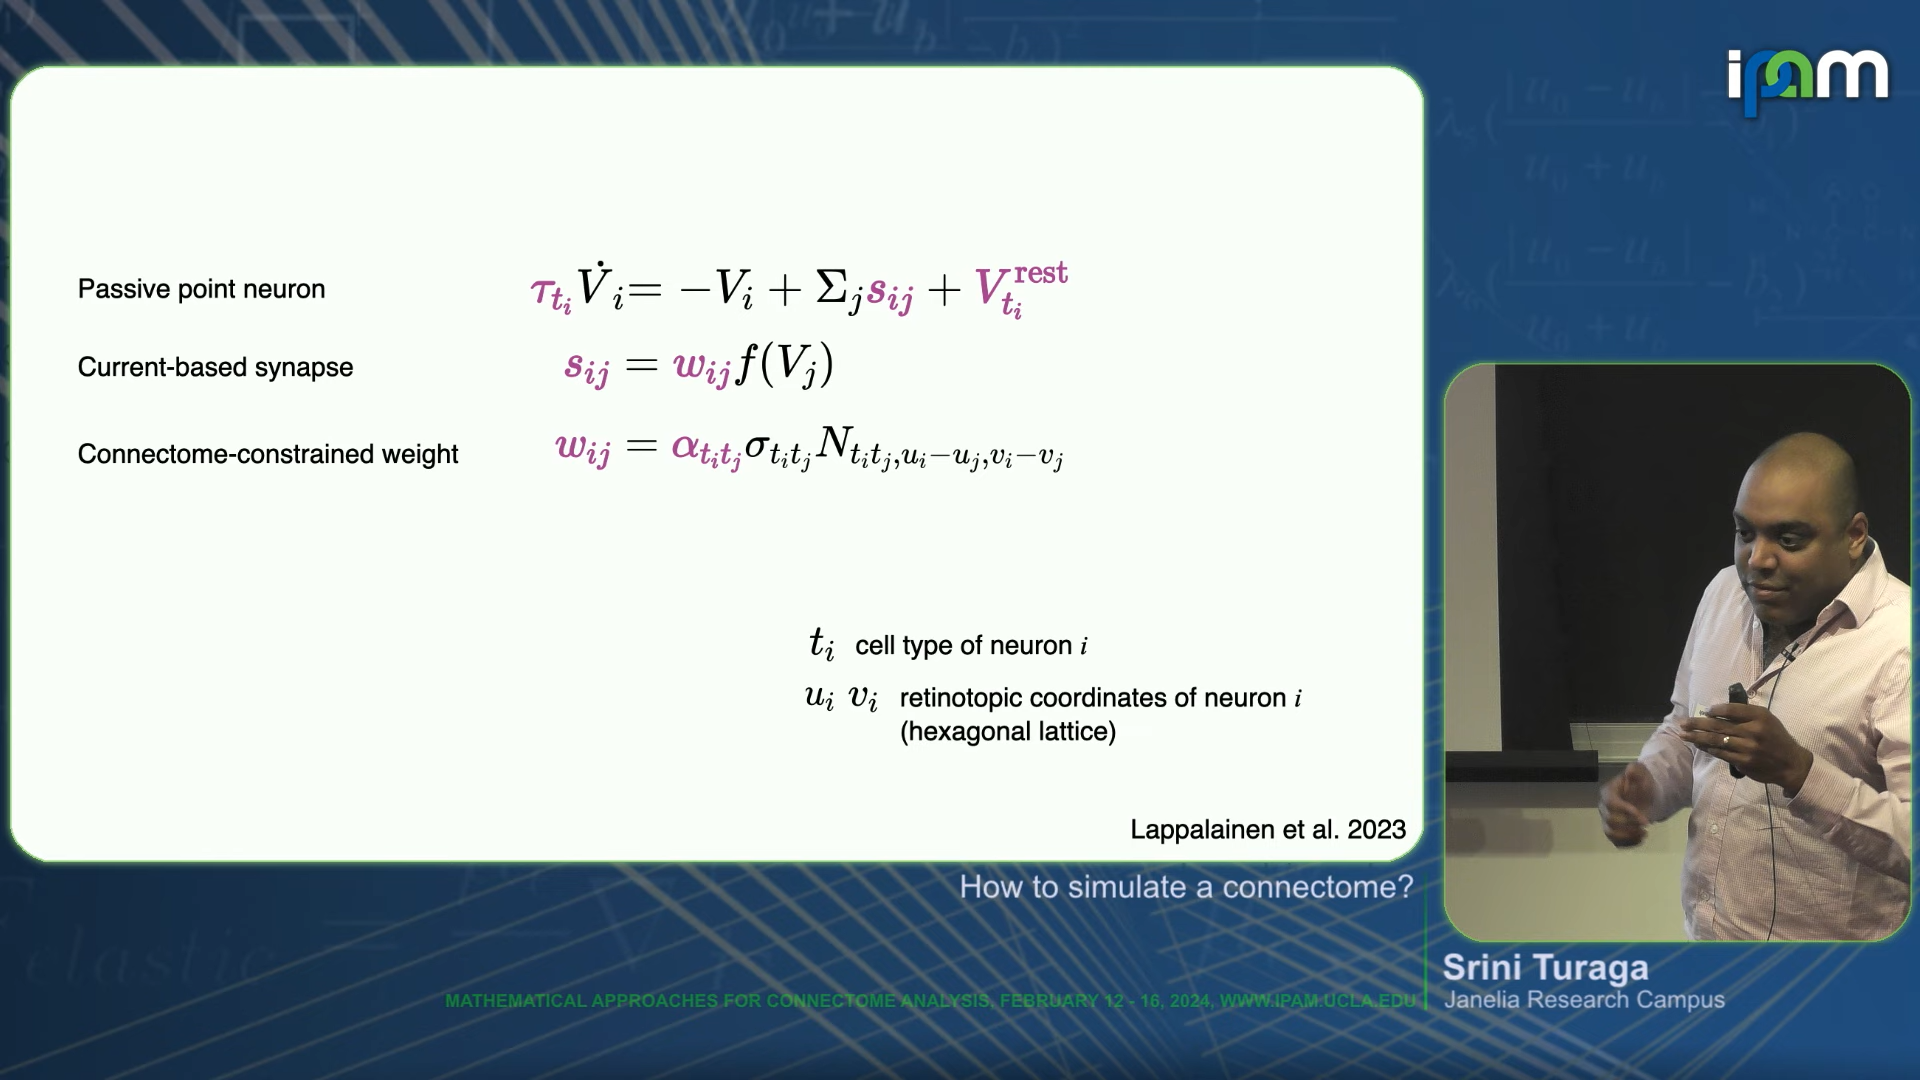 ipam
Passive point neuron τ_{t_i} V̇_i = −V_i + Σ_j s_{ij} + V_{t_i}^{rest}
Current-based synapse s_{ij} = w_{ij} f(V_j)
Connectome-constrained weight w_{ij} = α_{t_i t_j} σ_{t_i t_j} N_{t_i t_j, u_i−u_j, v_i−v_j}
t_i cell type of neuron i
u_i v_i retinotopic coordinates of neuron i
(hexagonal lattice)
Lappalainen et al. 2023
How to simulate a connectome?
Srini Turaga
Janelia Research Campus
MATHEMATICAL APPROACHES FOR CONNECTOME ANALYSIS, FEBRUARY 12 - 16, 2024, WWW.IPAM.UCLA.EDU
elastic